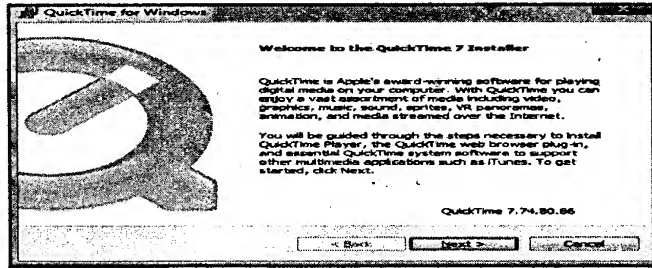 QuickTime for Windows
Welcome to the QuickTime 7 Installer
QuickTime is Apple's award-winning software for playing
digital media on your computer. With QuickTime you can
enjoy a vast assortment of media including video,
graphics, music, sound, sprites, VR panoramas,
animation, and media streamed over the Internet.
You will be guided through the steps necessary to install
QuickTime Player, the QuickTime web browser plug-in,
and essential QuickTime system software to support
other multimedia applications such as iTunes. To get
started, click Next.
QuickTime 7.74.80.86
< Back
Next >
Cancel